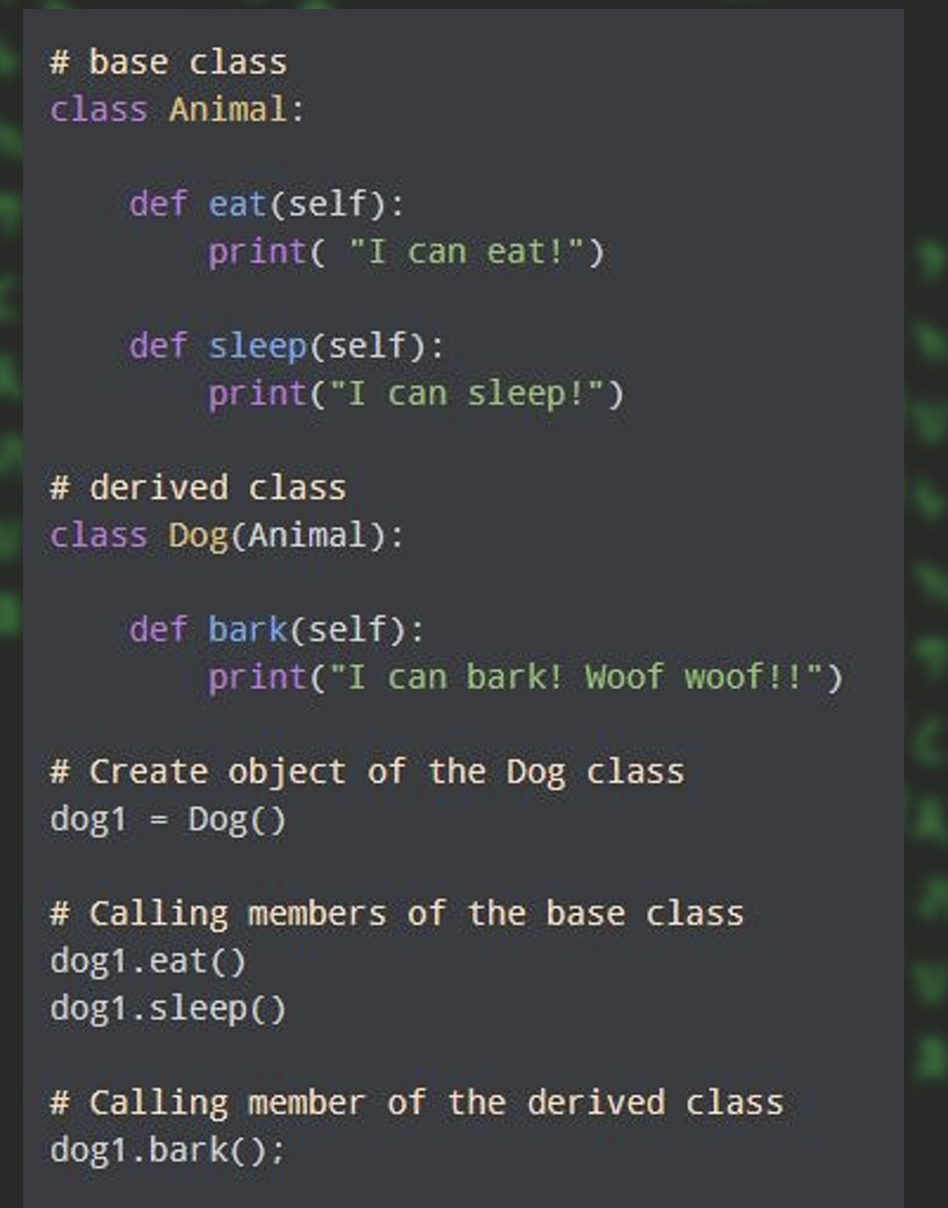 # base class
class Animal:
    def eat(self):
        print( "I can eat!")
    def sleep(self):
        print("I can sleep!")
# derived class
class Dog(Animal):
    def bark(self):
        print("I can bark! Woof woof!!")
# Create object of the Dog class
dog1 = Dog()
# Calling members of the base class
dog1.eat()
dog1.sleep()
# Calling member of the derived class
dog1.bark();